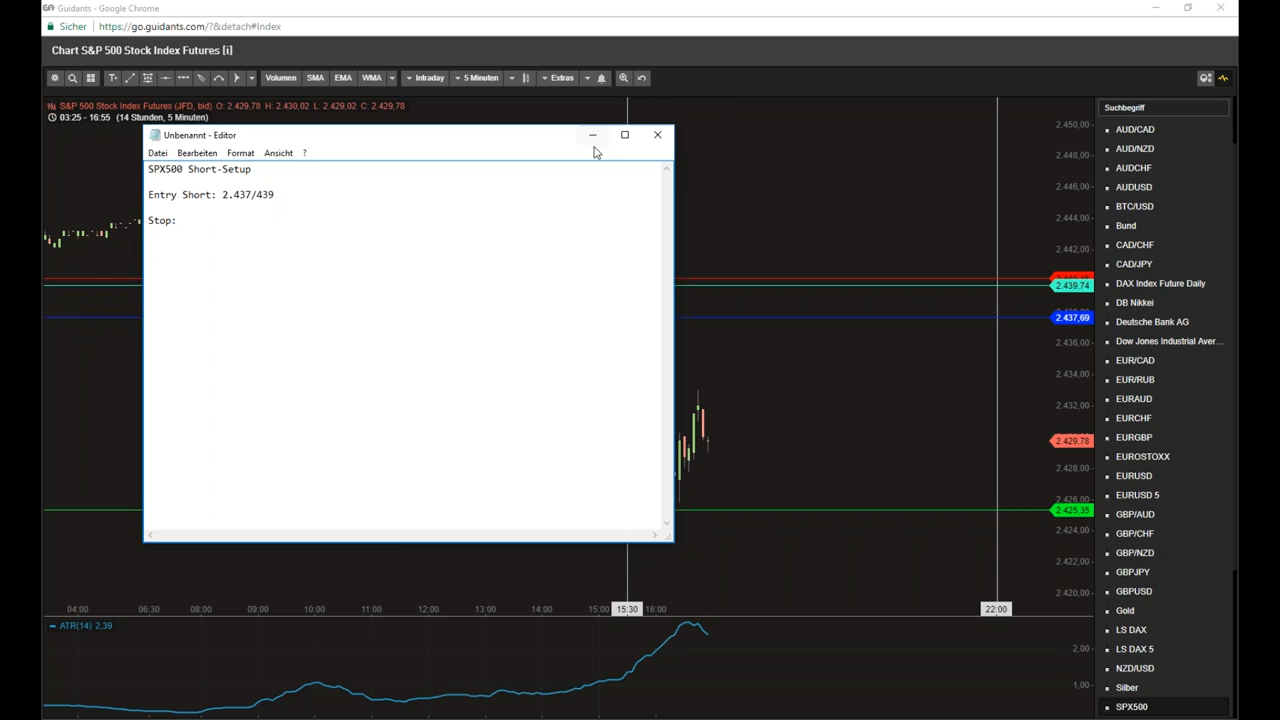 Guidants - Google Chrome
Sicher https://go.guidants.com/?&detach#Index
Chart S&P 500 Stock Index Futures [i]
Volumen SMA EMA WMA Intraday 5 Minuten Extras
S&P 500 Stock Index Futures (JFD, bid) O: 2.429,78 H: 2.430,02 L: 2.429,02 C: 2.429,78
03:25 - 16:55 (14 Stunden, 5 Minuten)
Unbenannt - Editor
Datei Bearbeiten Format Ansicht ?
SPX500 Short-Setup
Entry Short: 2.437/439
Stop:
2.450,00
2.448,00
2.446,00
2.444,00
2.442,00
2.439,74
2.437,69
2.436,00
2.434,00
2.432,00
2.429,78
2.428,00
2.426,00
2.425,35
2.424,00
2.422,00
2.420,00
04:00 06:30 08:00 09:00 10:00 11:00 12:00 13:00 14:00 15:00 15:30 16:00 22:00
ATR(14) 2,39
2,00
1,00
Suchbegriff
AUD/CAD
AUD/NZD
AUDCHF
AUDUSD
BTC/USD
Bund
CAD/CHF
CAD/JPY
DAX Index Future Daily
DB Nikkei
Deutsche Bank AG
Dow Jones Industrial Aver...
EUR/CAD
EUR/RUB
EURAUD
EURCHF
EURGBP
EUROSTOXX
EURUSD
EURUSD 5
GBP/AUD
GBP/CHF
GBP/NZD
GBPJPY
GBPUSD
Gold
LS DAX
LS DAX 5
NZD/USD
Silber
SPX500